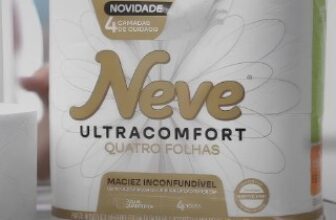 NOVIDADE
4 CAMADAS
DE CUIDADO
Neve
ULTRACOMFORT
QUATRO FOLHAS
MACIEZ INCONFUNDÍVEL